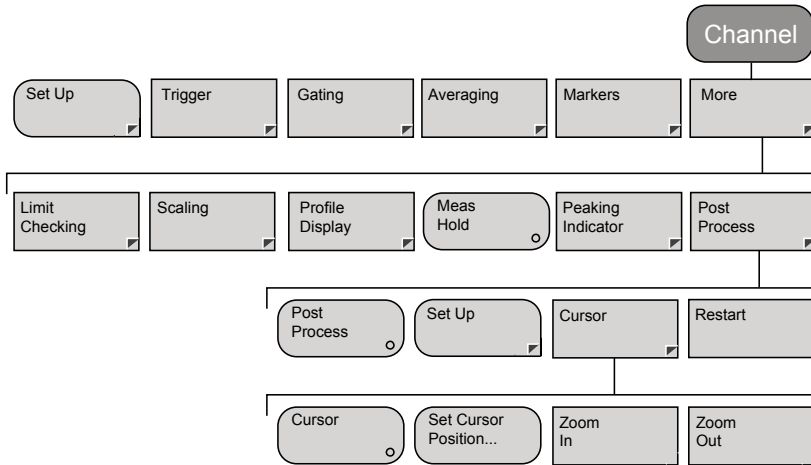 Channel
Set Up
Trigger
Gating
Averaging
Markers
More
Limit
Checking
Scaling
Profile
Display
Meas
Hold
Peaking
Indicator
Post
Process
Post
Process
Set Up
Cursor
Restart
Cursor
Set Cursor
Position...
Zoom
In
Zoom
Out